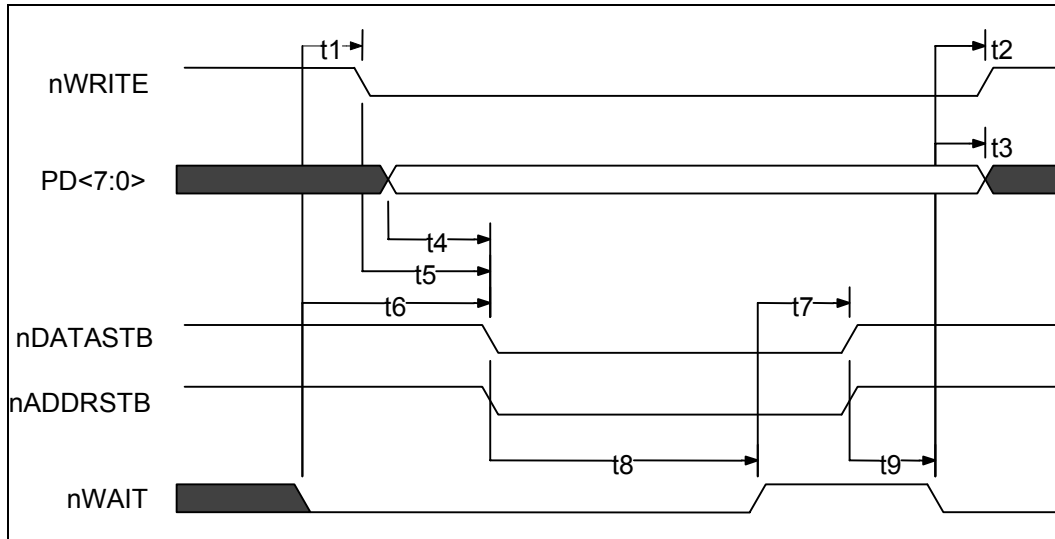 t1
t2
nWRITE
t3
PD<7:0>
t4
t5
t6
t7
nDATASTB
nADDRSTB
t8
t9
nWAIT